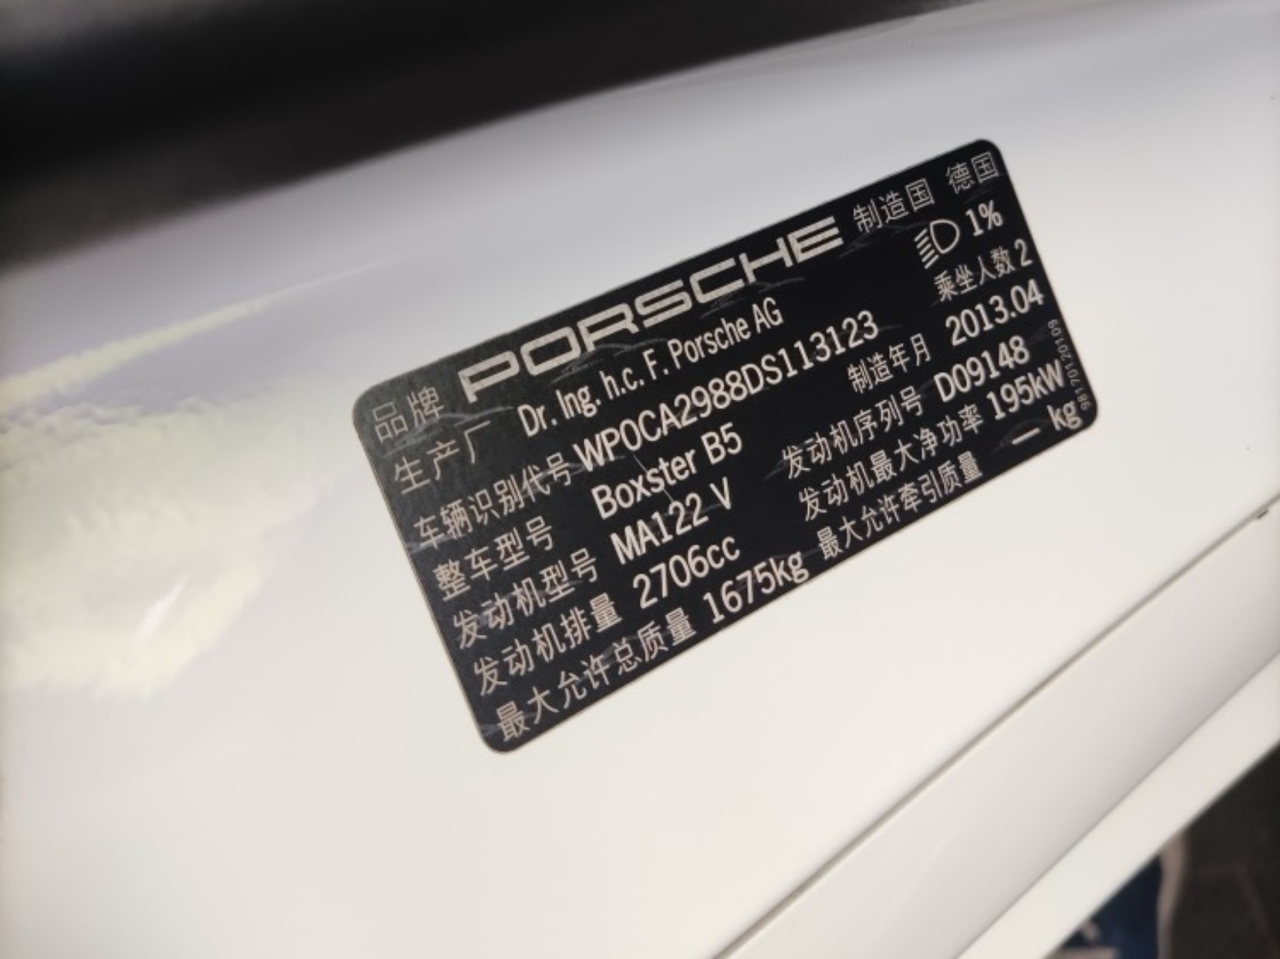 品牌 PORSCHE 制造国 德国
生产厂 Dr. Ing. h.c. F. Porsche AG 1%
车辆识别代号 WP0CA2988DS113123 乘坐人数 2
整车型号 Boxster B5 制造年月 2013.04
发动机型号 MA122 V 发动机序列号 D09148
发动机排量 2706cc 发动机最大净功率 195kW
最大允许总质量 1675kg 最大允许牵引质量 — kg
98170120109